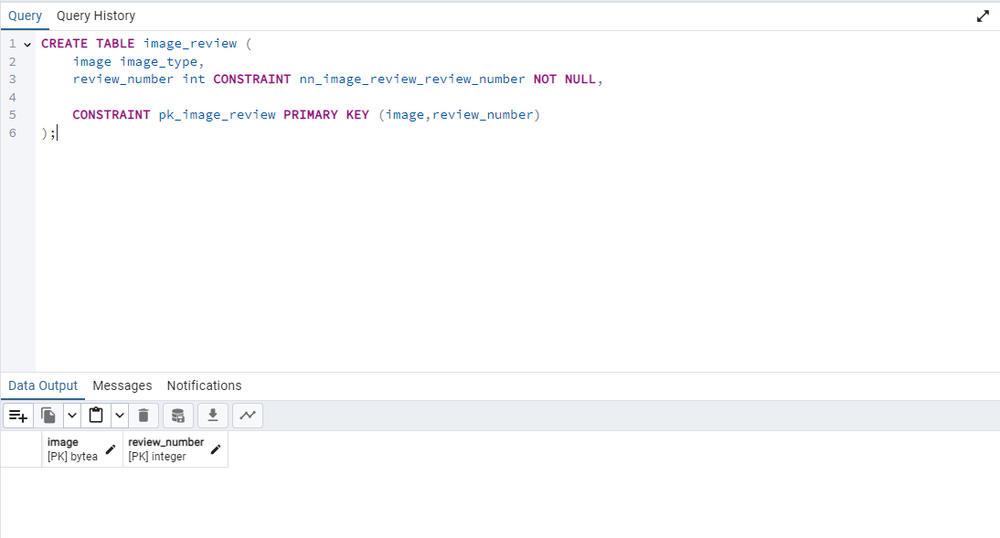 Query Query History
1 CREATE TABLE image_review (
2 image image_type,
3 review_number int CONSTRAINT nn_image_review_review_number NOT NULL,
4
5 CONSTRAINT pk_image_review PRIMARY KEY (image,review_number)
6 );
Data Output Messages Notifications
image review_number
[PK] bytea [PK] integer